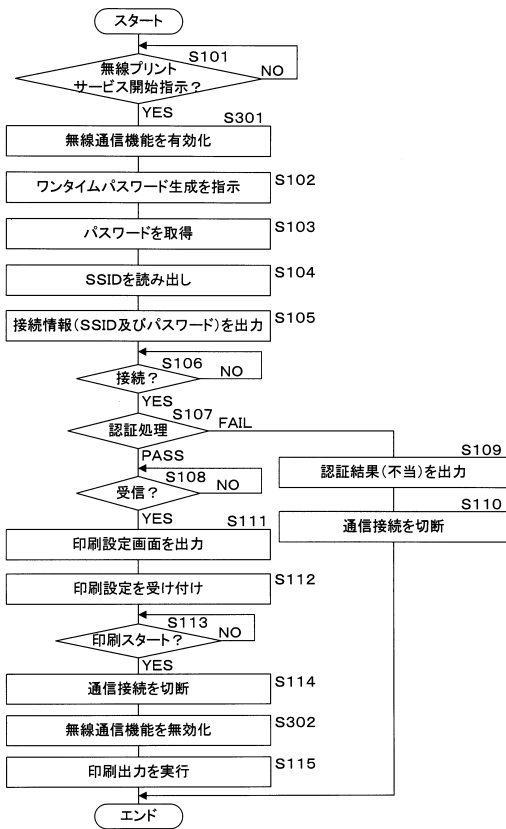 スタート
S101
無線プリント
サービス開始指示？
NO
YES
S301
無線通信機能を有効化
ワンタイムパスワード生成を指示
S102
パスワードを取得
S103
SSIDを読み出し
S104
接続情報（SSID及びパスワード）を出力
S105
S106
接続？
NO
YES
S107
認証処理
FAIL
PASS
S108
受信？
NO
YES
S109
認証結果（不当）を出力
S110
通信接続を切断
S111
印刷設定画面を出力
印刷設定を受け付け
S112
S113
印刷スタート？
NO
YES
通信接続を切断
S114
無線通信機能を無効化
S302
印刷出力を実行
S115
エンド